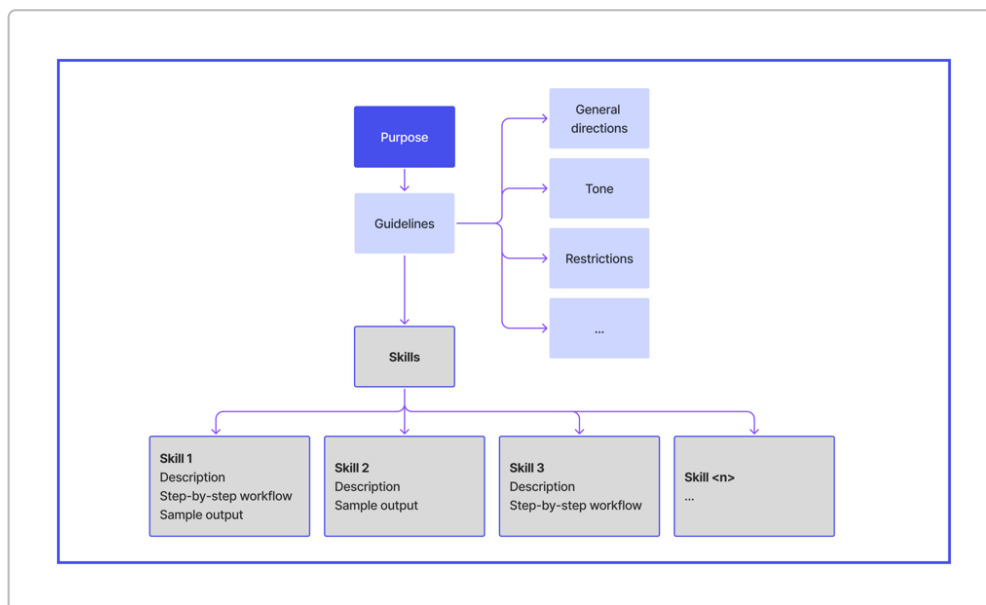 General
directions
Purpose
Tone
Guidelines
Restrictions
...
Skills
Skill 1
Description
Step-by-step workflow
Sample output
Skill 2
Description
Sample output
Skill 3
Description
Step-by-step workflow
Skill <n>
...